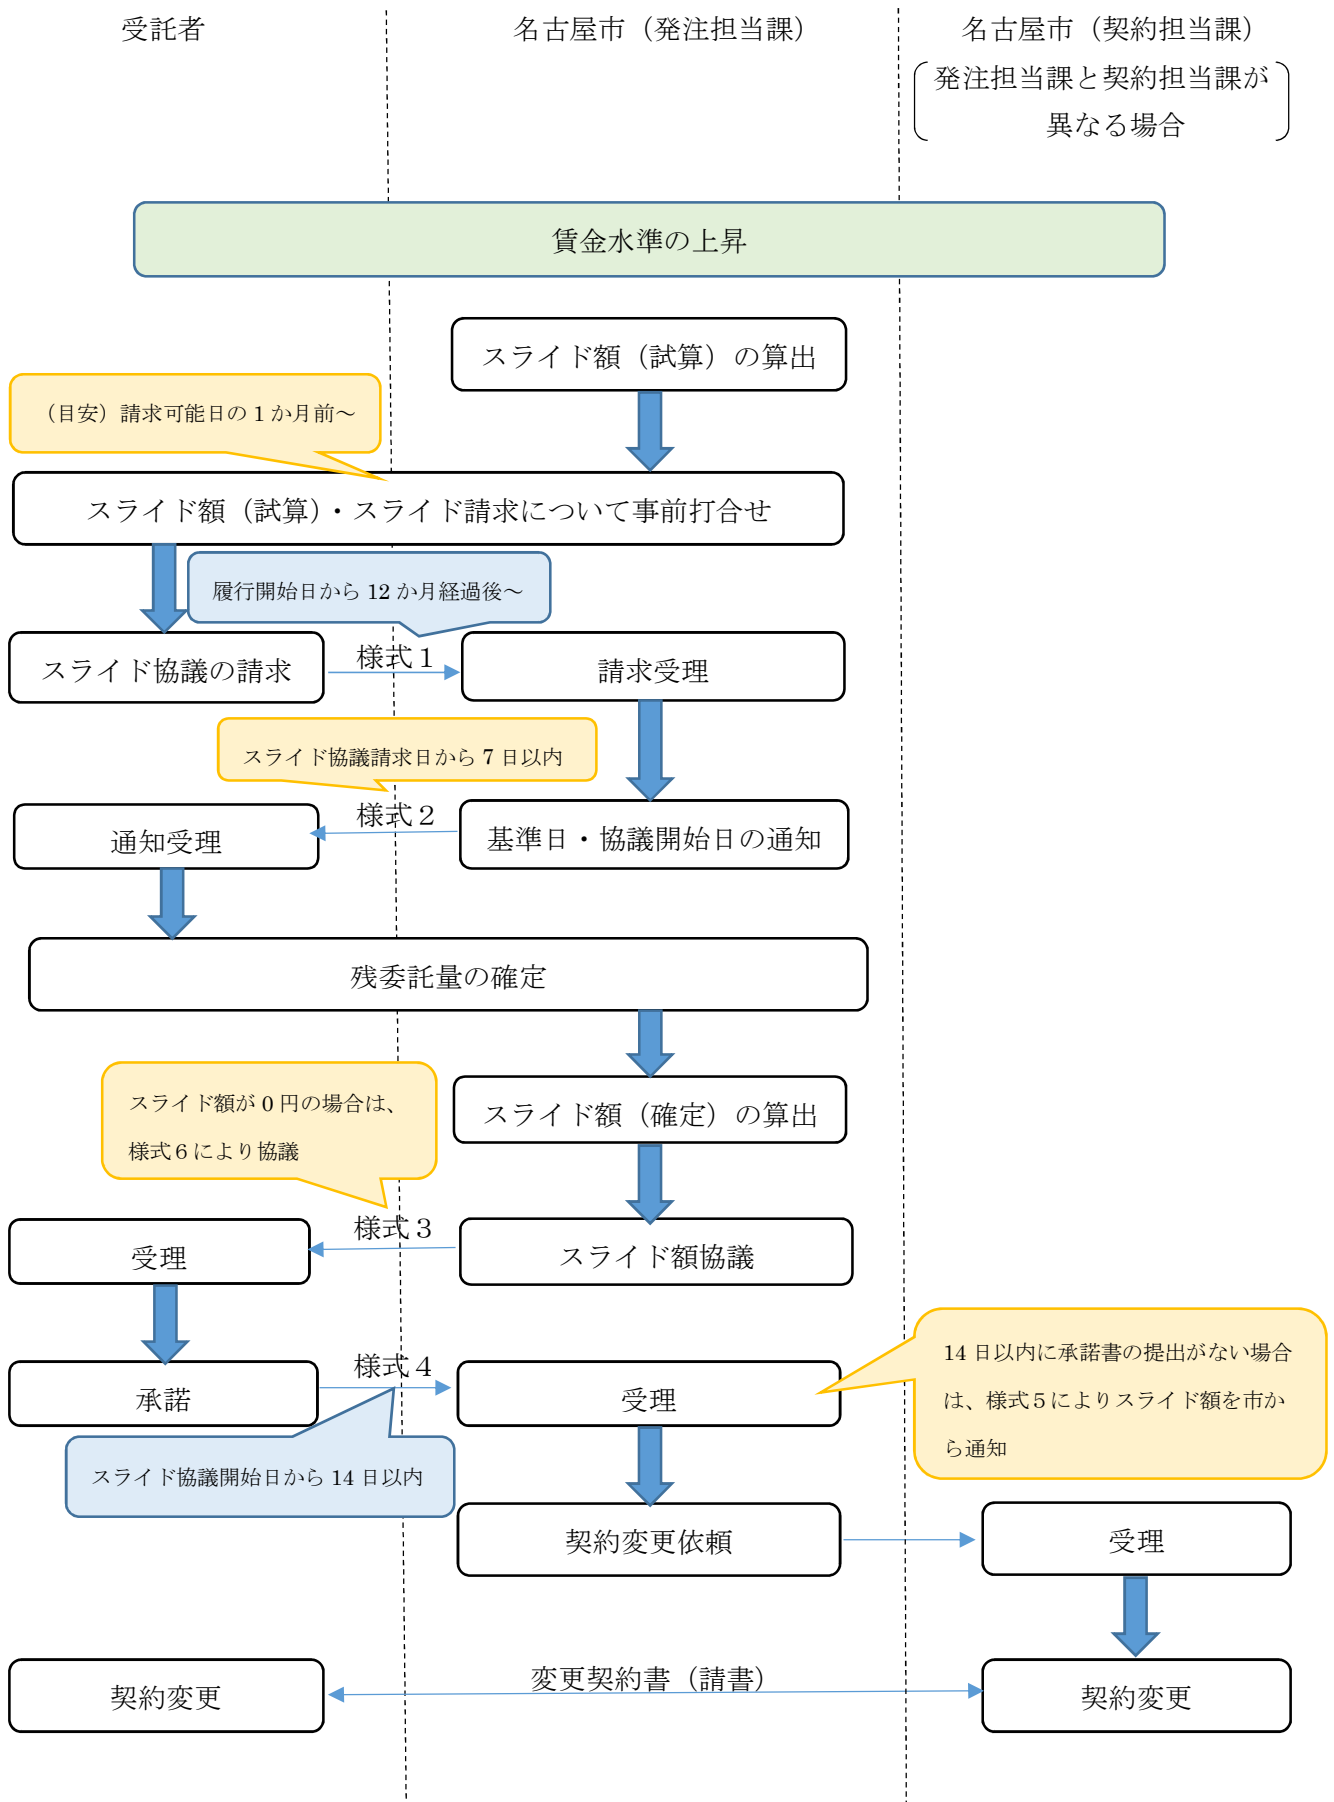 受託者
名古屋市（発注担当課）
名古屋市（契約担当課）
発注担当課と契約担当課が
異なる場合
賃金水準の上昇
スライド額（試算）の算出
（目安）請求可能日の1か月前～
スライド額（試算）・スライド請求について事前打合せ
履行開始日から12か月経過後～
スライド協議の請求
様式１
請求受理
スライド協議請求日から7日以内
通知受理
様式２
基準日・協議開始日の通知
残委託量の確定
スライド額が0円の場合は、
様式６により協議
スライド額（確定）の算出
受理
様式３
スライド額協議
承諾
様式４
受理
14日以内に承諾書の提出がない場合
は、様式５によりスライド額を市か
ら通知
スライド協議開始日から14日以内
契約変更依頼
受理
契約変更
変更契約書（請書）
契約変更